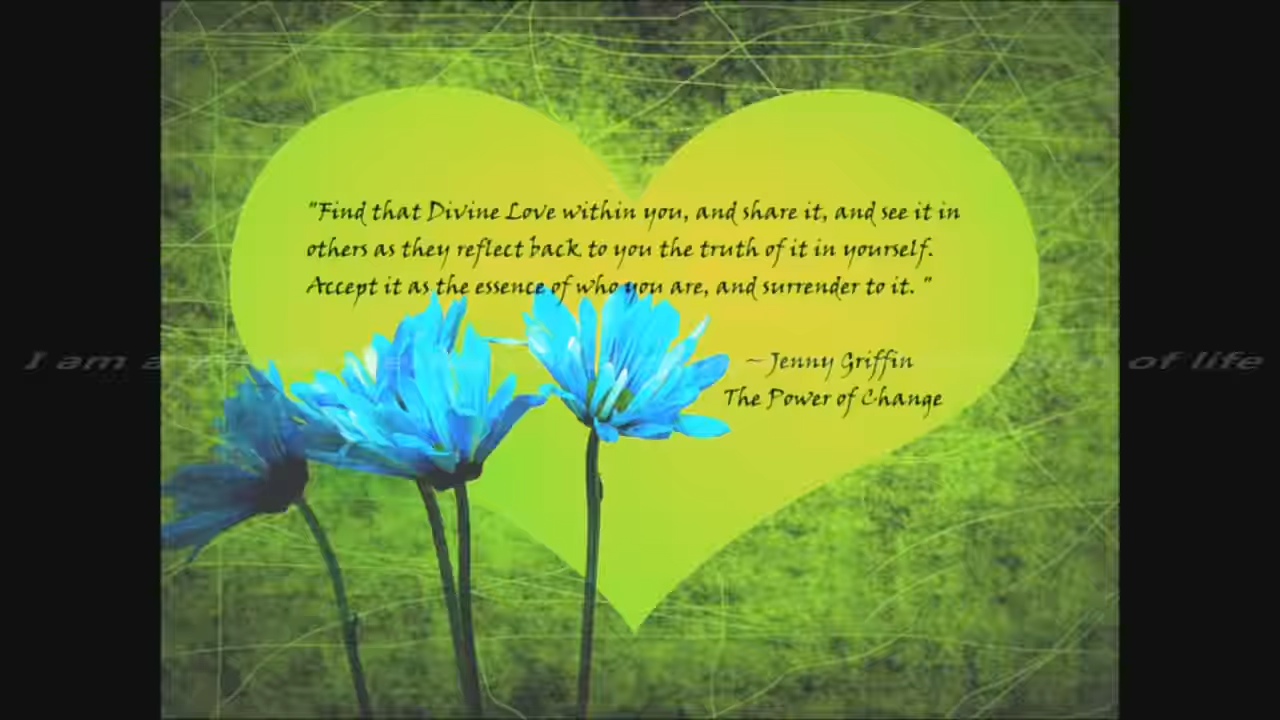 "Find that Divine Love within you, and share it, and see it in
others as they reflect back to you the truth of it in yourself.
Accept it as the essence of who you are, and surrender to it. "
~ Jenny Griffin
The Power of Change
I am a of life